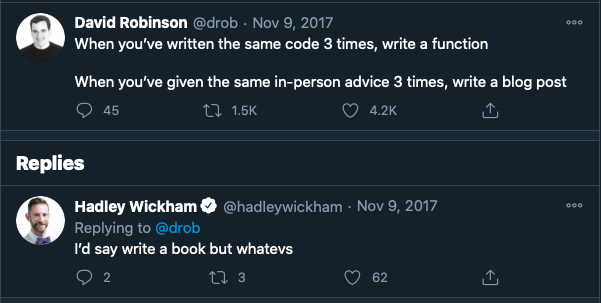 David Robinson @drob · Nov 9, 2017
When you've written the same code 3 times, write a function
When you've given the same in-person advice 3 times, write a blog post
45 1.5K 4.2K
Replies
Hadley Wickham @hadleywickham · Nov 9, 2017
Replying to @drob
I'd say write a book but whatevs
2 3 62